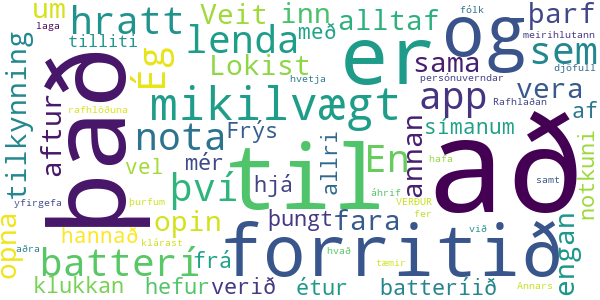 um hratt Veit inn alltaf þarf
tilliti með fólk meirihlutann
laga Ég lenda er og sem
hvetja djöfull
Lokist sama
persónuverndar
tilkynning það aftur mikilvægt app vera
rafhlöðuna Rafhlaðan
nota Frýs símanum af
til að
vel mér allri En annan
því hjá hafa notkuni
yfirgefa áhrif samt
opna þurfum opin þungt fara engan
hannað VERÐUR
aðra frá forritið fer við
batterí klárast hvað
klukkan hefur verið étur batteríið
tæmir Annars